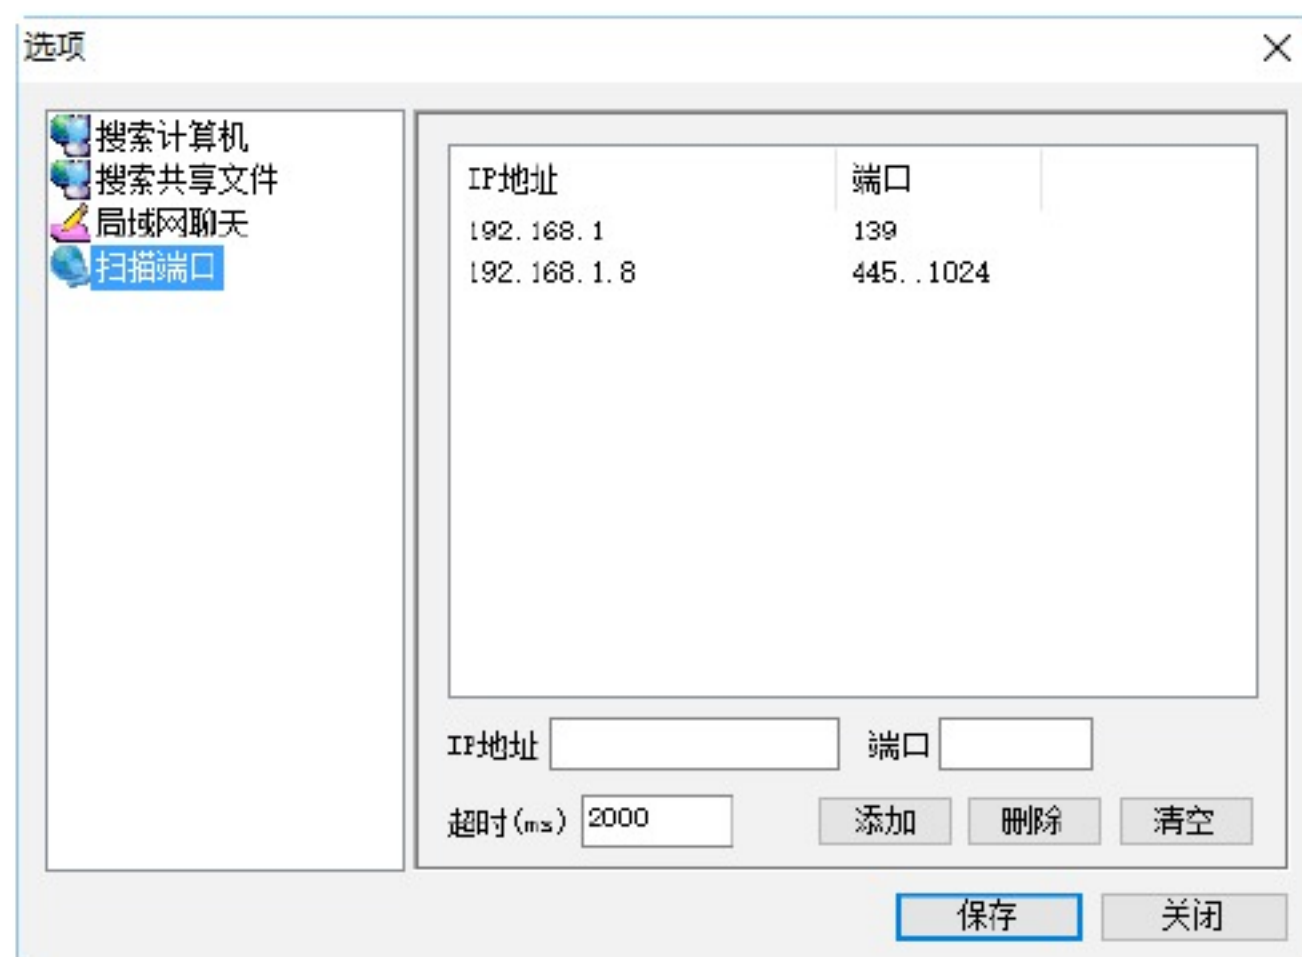 选项
搜索计算机
搜索共享文件
局域网聊天
扫描端口
IP地址 端口
192.168.1 139
192.168.1.8 445..1024
IP地址 端口
超时(ms) 2000 添加 删除 清空
保存 关闭